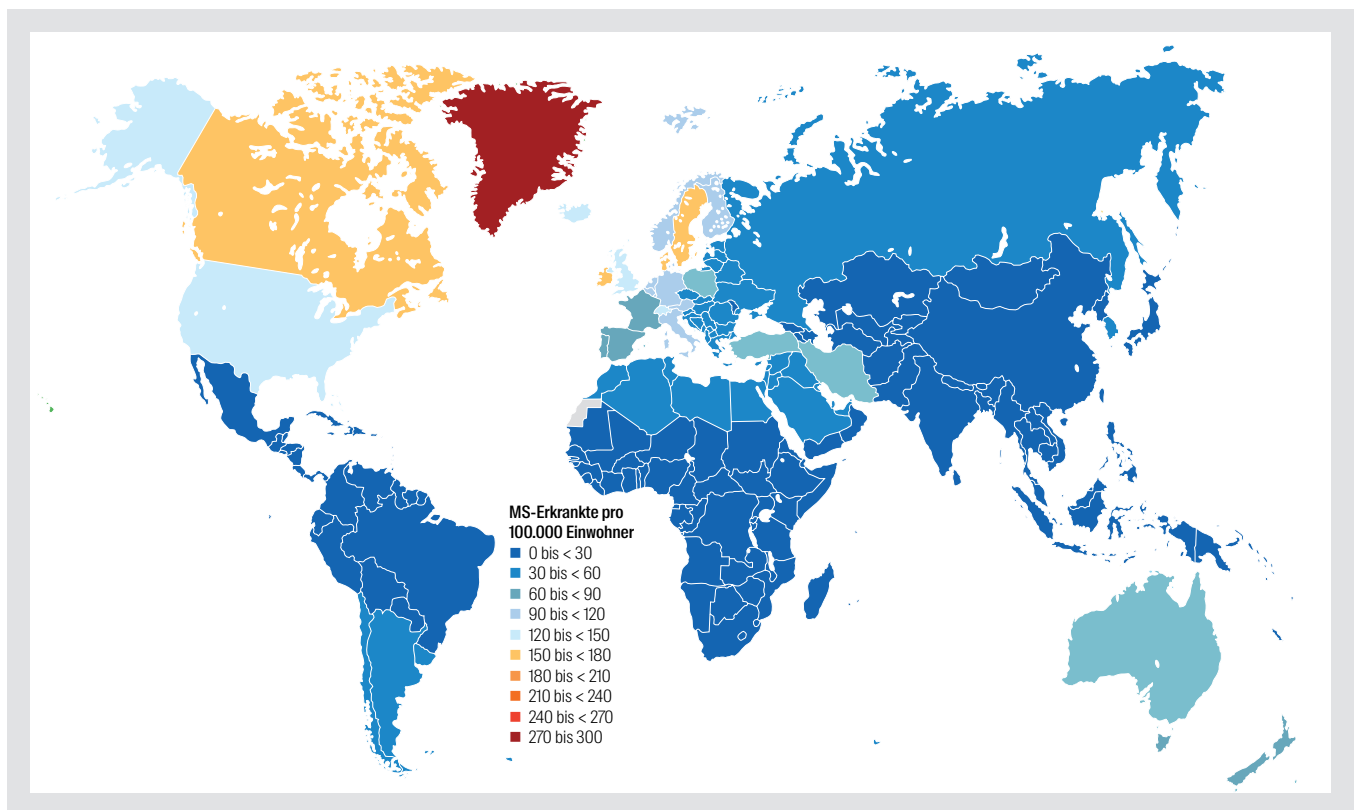 MS-Erkrankte pro
100.000 Einwohner
0 bis < 30
30 bis < 60
60 bis < 90
90 bis < 120
120 bis < 150
150 bis < 180
180 bis < 210
210 bis < 240
240 bis < 270
270 bis 300